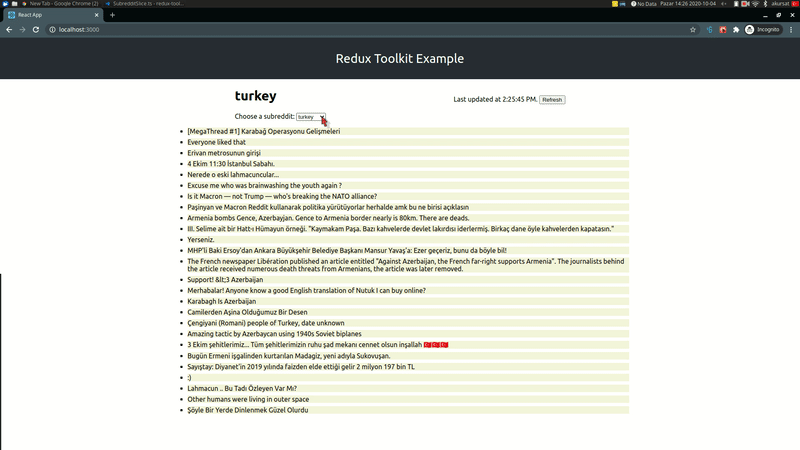 New Tab - Google Chrome (2)
SubredditSlice.ts - redux-tool...
No Data
Pazar 14:26 2020-10-04
akursat
React App
localhost:3000
Incognito
Redux Toolkit Example
turkey
Last updated at 2:25:45 PM. Refresh
Choose a subreddit: turkey
[MegaThread #1] Karabağ Operasyonu Gelişmeleri
Everyone liked that
Erivan metrosunun girişi
4 Ekim 11:30 İstanbul Sabahı.
Nerede o eski lahmacuncular...
Excuse me who was brainwashing the youth again ?
Is it Macron — not Trump — who's breaking the NATO alliance?
Paşinyan ve Macron Reddit kullanarak politika yürütüyorlar herhalde amk bu ne birisi açıklasın
Armenia bombs Gence, Azerbayjan. Gence to Armenia border nearly is 80km. There are deads.
III. Selime ait bir Hatt-ı Hümayun örneği. "Kaymakam Paşa. Bazı kahvelerde devlet lakırdısı iderlermiş. Birkaç dane öyle kahvelerden kapatasın."
Yerseniz.
MHP'li Baki Ersoy'dan Ankara Büyükşehir Belediye Başkanı Mansur Yavaş'a: Ezer geçeriz, bunu da böyle bil!
The French newspaper Libération published an article entitled "Against Azerbaijan, the French far-right supports Armenia". The journalists behind
the article received numerous death threats from Armenians, the article was later removed.
Support! &lt;3 Azerbaijan
Merhabalar! Anyone know a good English translation of Nutuk I can buy online?
Karabagh Is Azerbaijan
Camilerden Aşina Olduğumuz Bir Desen
Çengiyani (Romani) people of Turkey, date unknown
Amazing tactic by Azerbaycan using 1940s Soviet biplanes
3 Ekim şehitlerimiz... Tüm şehitlerimizin ruhu şad mekanı cennet olsun inşallah 🇹🇷🇹🇷🇹🇷
Bugün Ermeni işgalinden kurtarılan Madagiz, yeni adıyla Sukovuşan.
Sayıştay: Diyanet'in 2019 yılında faizden elde ettiği gelir 2 milyon 197 bin TL
:)
Lahmacun .. Bu Tadı Özleyen Var Mı?
Other humans were living in outer space
Şöyle Bir Yerde Dinlenmek Güzel Olurdu